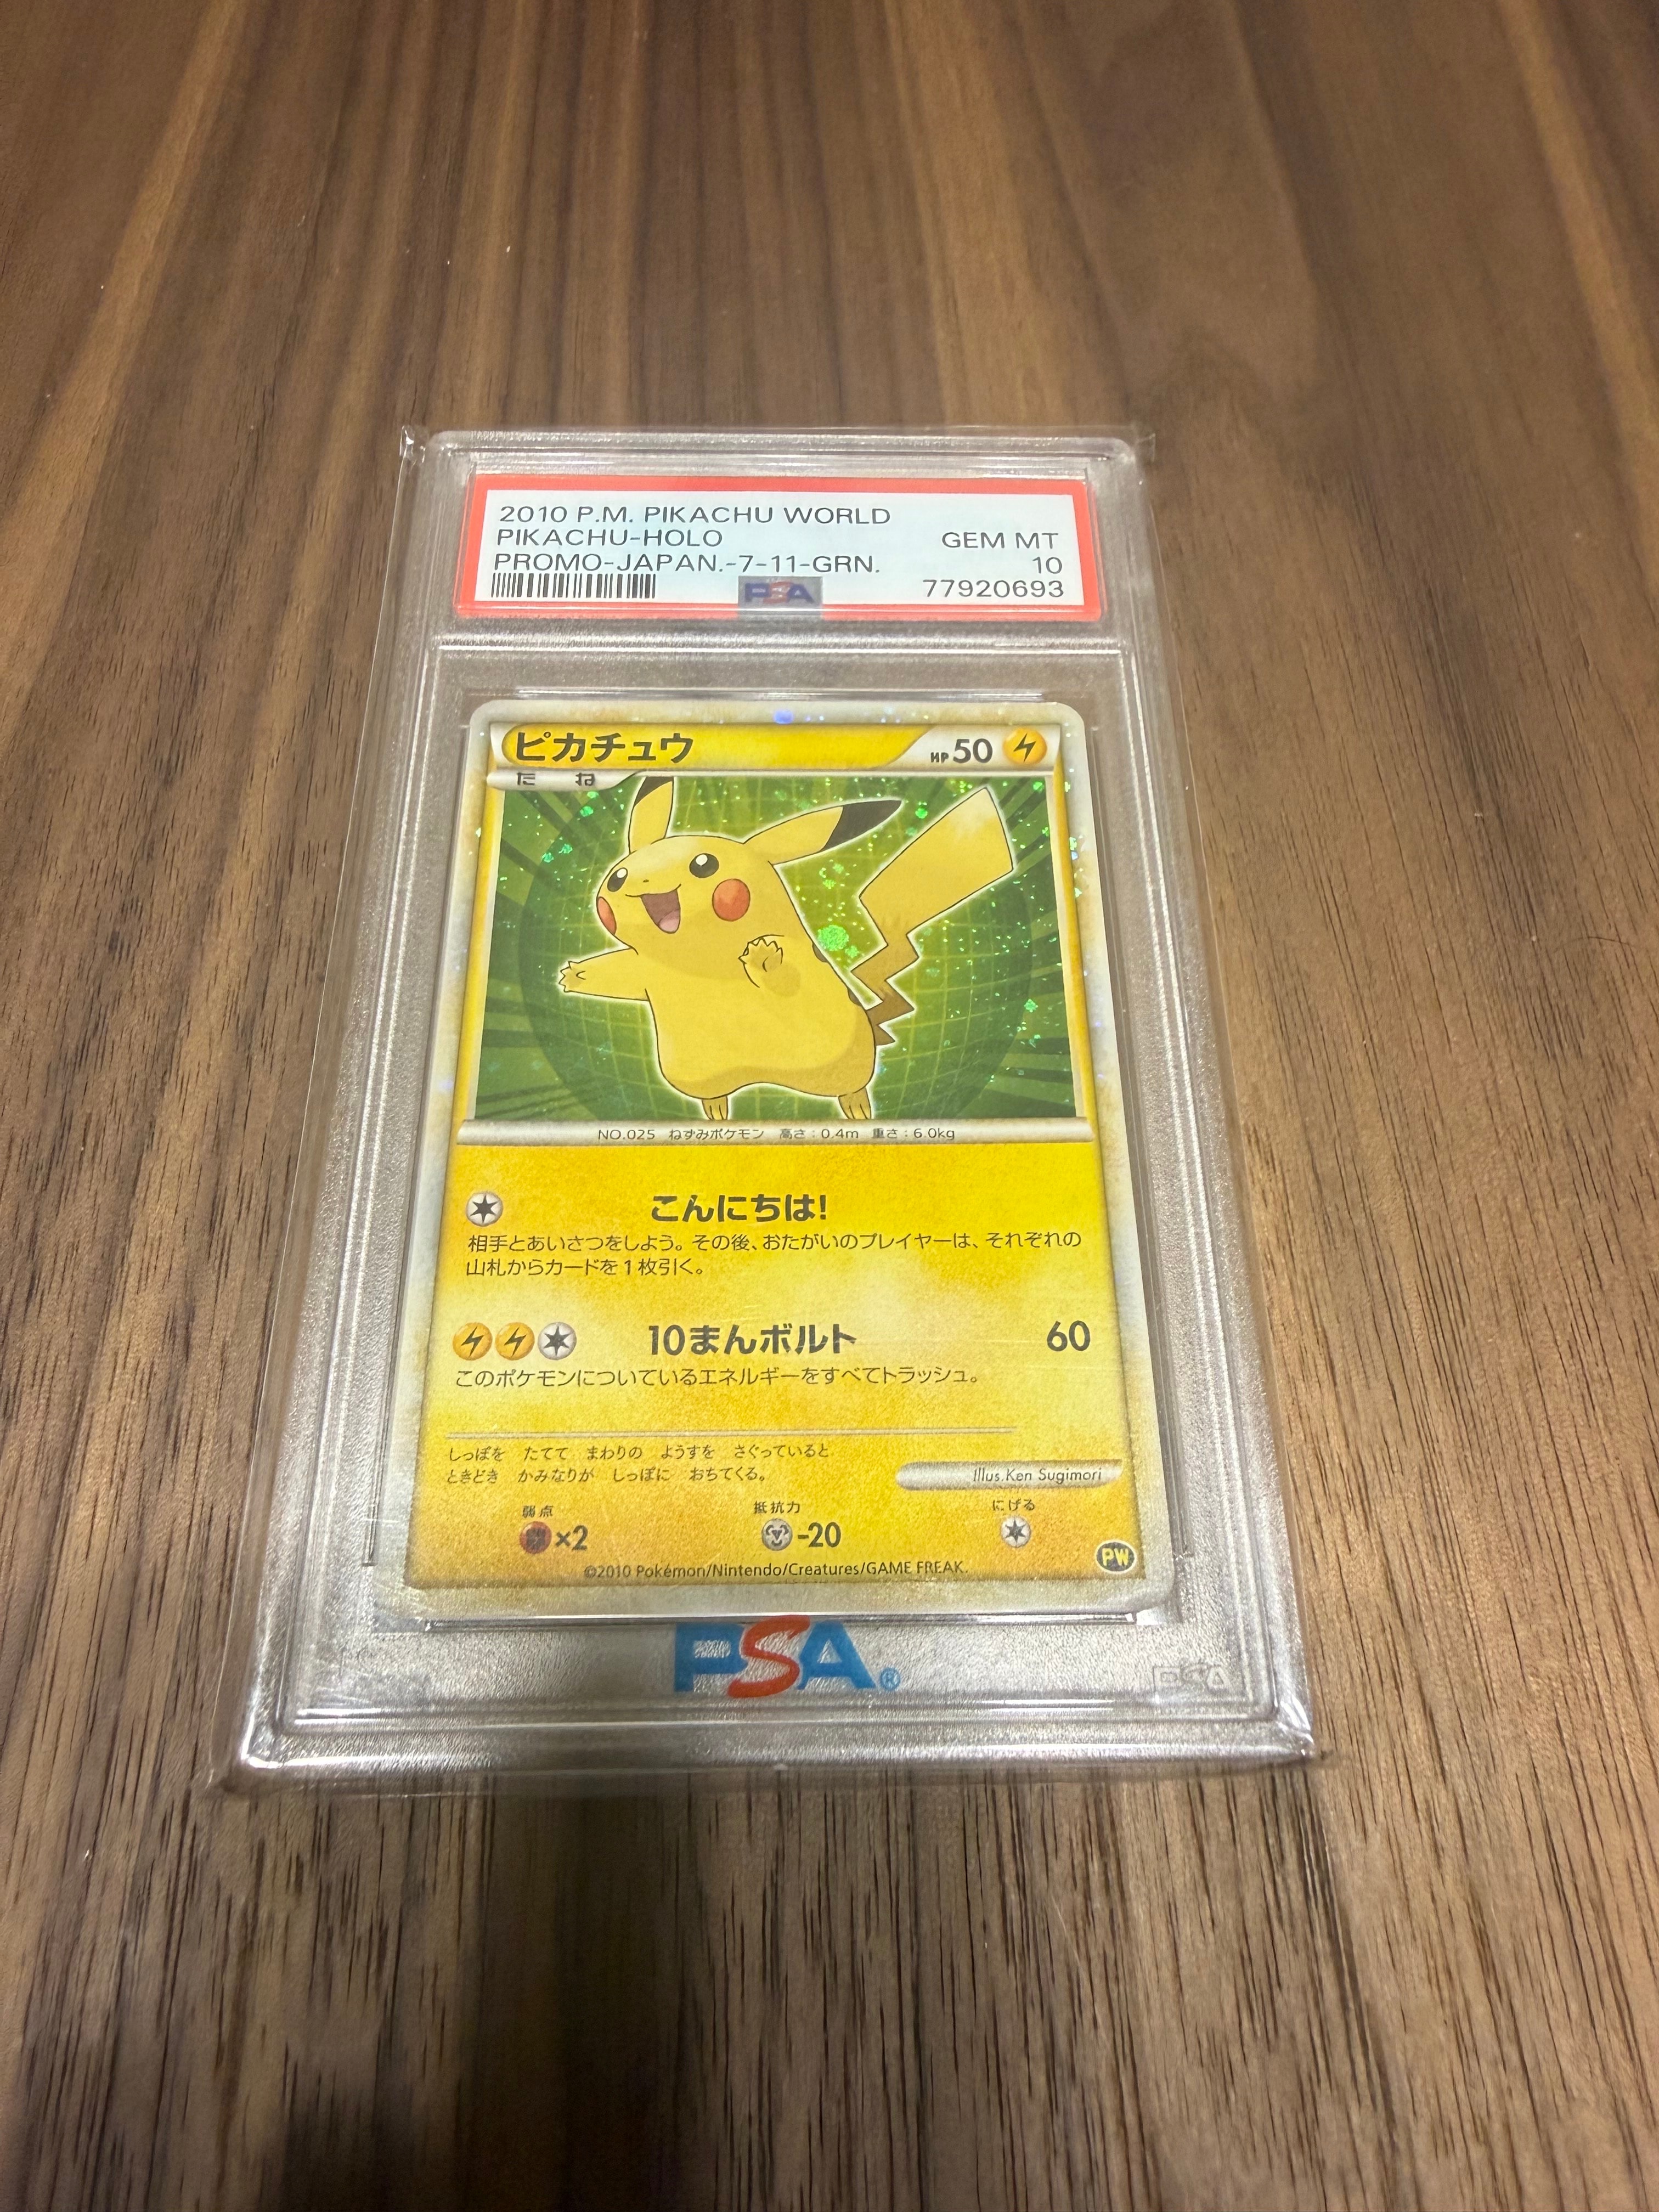 2010 P.M. PIKACHU WORLD
PIKACHU-HOLO GEM MT
PROMO-JAPAN.-7-11-GRN. 10
PSA 77920693
ピカチュウ HP50
たね
NO.025 ねずみポケモン 高さ:0.4m 重さ:6.0kg
こんにちは!
相手とあいさつをしよう。その後、おたがいのプレイヤーは、それぞれの
山札からカードを1枚引く。
10まんボルト 60
このポケモンについているエネルギーをすべてトラッシュ。
しっぽを たてて まわりの ようすを さぐっていると
ときどき かみなりが しっぽに おちてくる。
Illus.Ken Sugimori
弱点 抵抗力 にげる
×2 -20
PW
©2010 Pokémon/Nintendo/Creatures/GAME FREAK.
PSA®
PSA